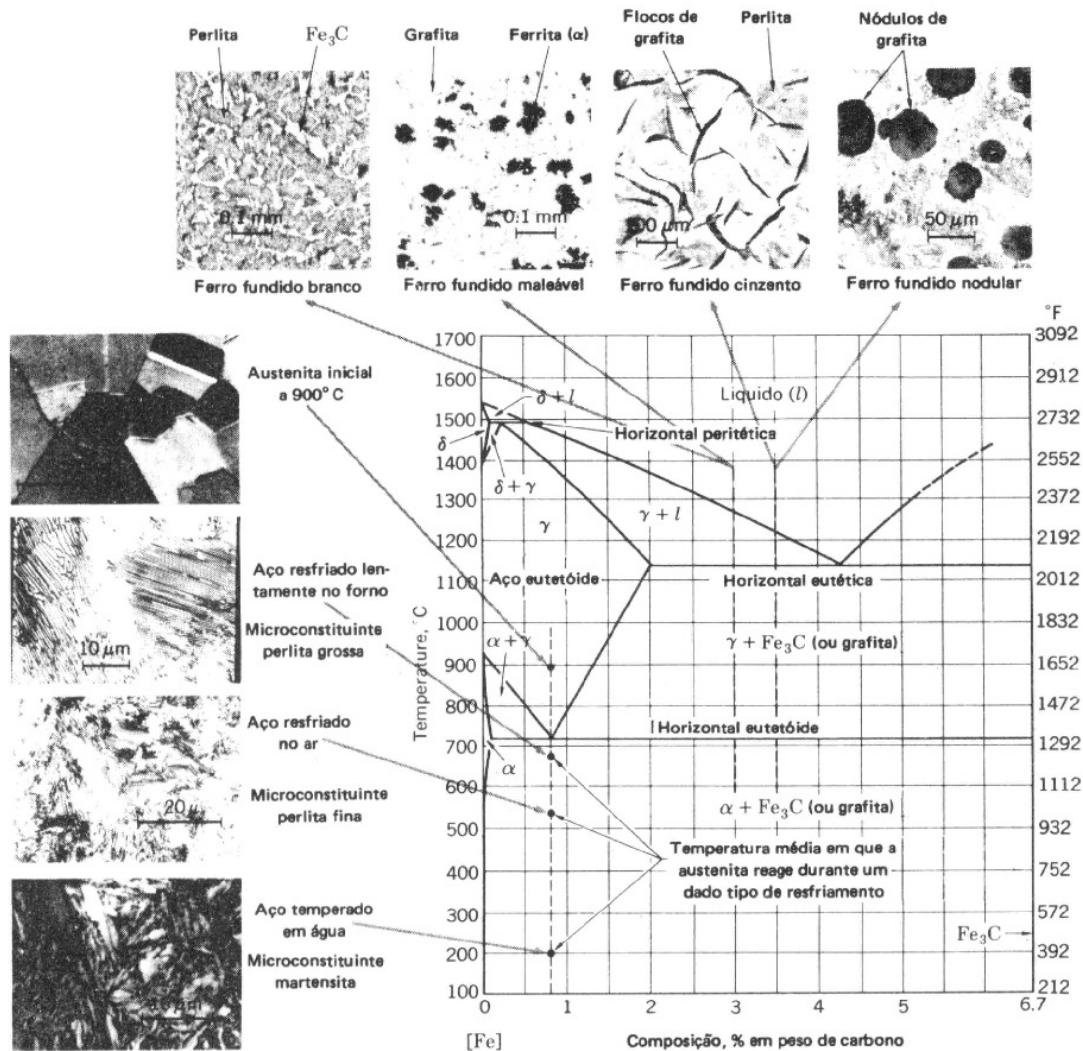 Perlita
Fe₃C
Grafita
Ferrita (α)
Flocos de
grafita
Perlita
Nódulos de
grafita
0,1 mm
0,1 mm
100 μm
50 μm
Ferro fundido branco
Ferro fundido maleável
Ferro fundido cinzento
Ferro fundido nodular
Austenita inicial
a 900°C
Aço resfriado len-
tamente no forno
Microconstituinte
perlita grossa
10 μm
Aço resfriado
no ar
Microconstituinte
perlita fina
20 μ
Aço temperado
em água
Microconstituinte
martensita
Temperature, °C
1700
1600
1500
1400
1300
1200
1100
1000
900
800
700
600
500
400
300
200
100
°F
3092
2912
2732
2552
2372
2192
2012
1832
1652
1472
1292
1112
932
752
572
392
212
Líquido (l)
δ + l
Horizontal peritética
δ
δ + γ
γ
γ + l
Aço eutetóide
Horizontal eutética
α + γ
γ + Fe₃C (ou grafita)
Horizontal eutetóide
α
α + Fe₃C (ou grafita)
Temperatura média em que a
austenita reage durante um
dado tipo de resfriamento
Fe₃C
0
1
2
3
4
5
6.7
[Fe]
Composição, % em peso de carbono